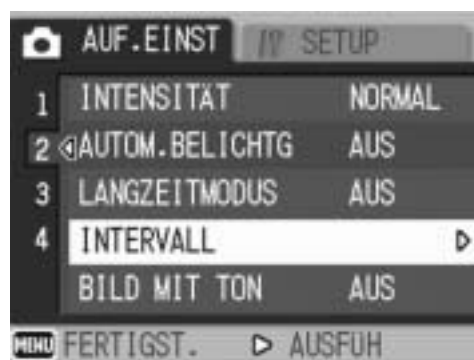 AUF.EINST SETUP
1 INTENSITÄT NORMAL
2 AUTOM.BELICHTG AUS
3 LANGZEITMODUS AUS
4 INTERVALL
BILD MIT TON AUS
MENU FERTIGST. AUSFÜH